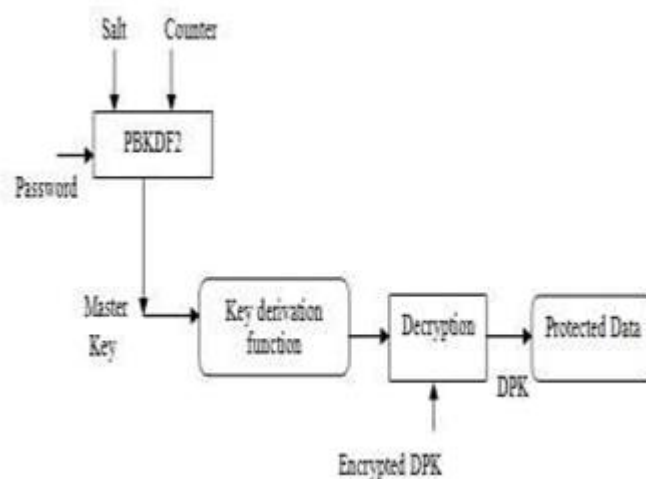 Salt
Counter
PBKDF2
Password
Master
Key
Key derivation
function
Decryption
Protected Data
DPK
Encrypted DPK